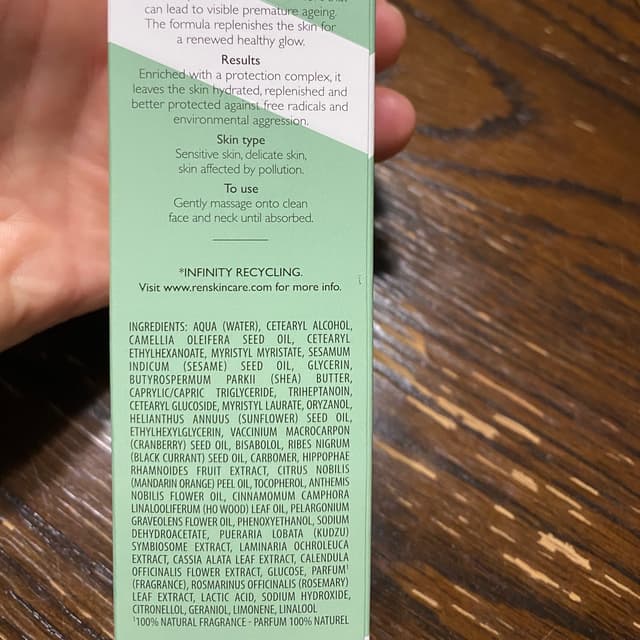 can lead to visible premature ageing.
The formula replenishes the skin for
a renewed healthy glow.
Results
Enriched with a protection complex, it
leaves the skin hydrated, replenished and
better protected against free radicals and
environmental aggression.
Skin type
Sensitive skin, delicate skin,
skin affected by pollution.
To use
Gently massage onto clean
face and neck until absorbed.
*INFINITY RECYCLING.
Visit www.renskincare.com for more info.
INGREDIENTS: AQUA (WATER), CETEARYL ALCOHOL,
CAMELLIA OLEIFERA SEED OIL, CETEARYL
ETHYLHEXANOATE, MYRISTYL MYRISTATE, SESAMUM
INDICUM (SESAME) SEED OIL, GLYCERIN,
BUTYROSPERMUM PARKII (SHEA) BUTTER,
CAPRYLIC/CAPRIC TRIGLYCERIDE, TRIHEPTANOIN,
CETEARYL GLUCOSIDE, MYRISTYL LAURATE, ORYZANOL,
HELIANTHUS ANNUUS (SUNFLOWER) SEED OIL,
ETHYLHEXYLGLYCERIN, VACCINIUM MACROCARPON
(CRANBERRY) SEED OIL, BISABOLOL, RIBES NIGRUM
(BLACK CURRANT) SEED OIL, CARBOMER, HIPPOPHAE
RHAMNOIDES FRUIT EXTRACT, CITRUS NOBILIS
(MANDARIN ORANGE) PEEL OIL, TOCOPHEROL, ANTHEMIS
NOBILIS FLOWER OIL, CINNAMOMUM CAMPHORA
LINALOOLIFERUM (HO WOOD) LEAF OIL, PELARGONIUM
GRAVEOLENS FLOWER OIL, PHENOXYETHANOL, SODIUM
DEHYDROACETATE, PUERARIA LOBATA (KUDZU)
SYMBIOSOME EXTRACT, LAMINARIA OCHROLEUCA
EXTRACT, CASSIA ALATA LEAF EXTRACT, CALENDULA
OFFICINALIS FLOWER EXTRACT, GLUCOSE, PARFUM¹
(FRAGRANCE), ROSMARINUS OFFICINALIS (ROSEMARY)
LEAF EXTRACT, LACTIC ACID, SODIUM HYDROXIDE,
CITRONELLOL, GERANIOL, LIMONENE, LINALOOL
¹100% NATURAL FRAGRANCE - PARFUM 100% NATUREL